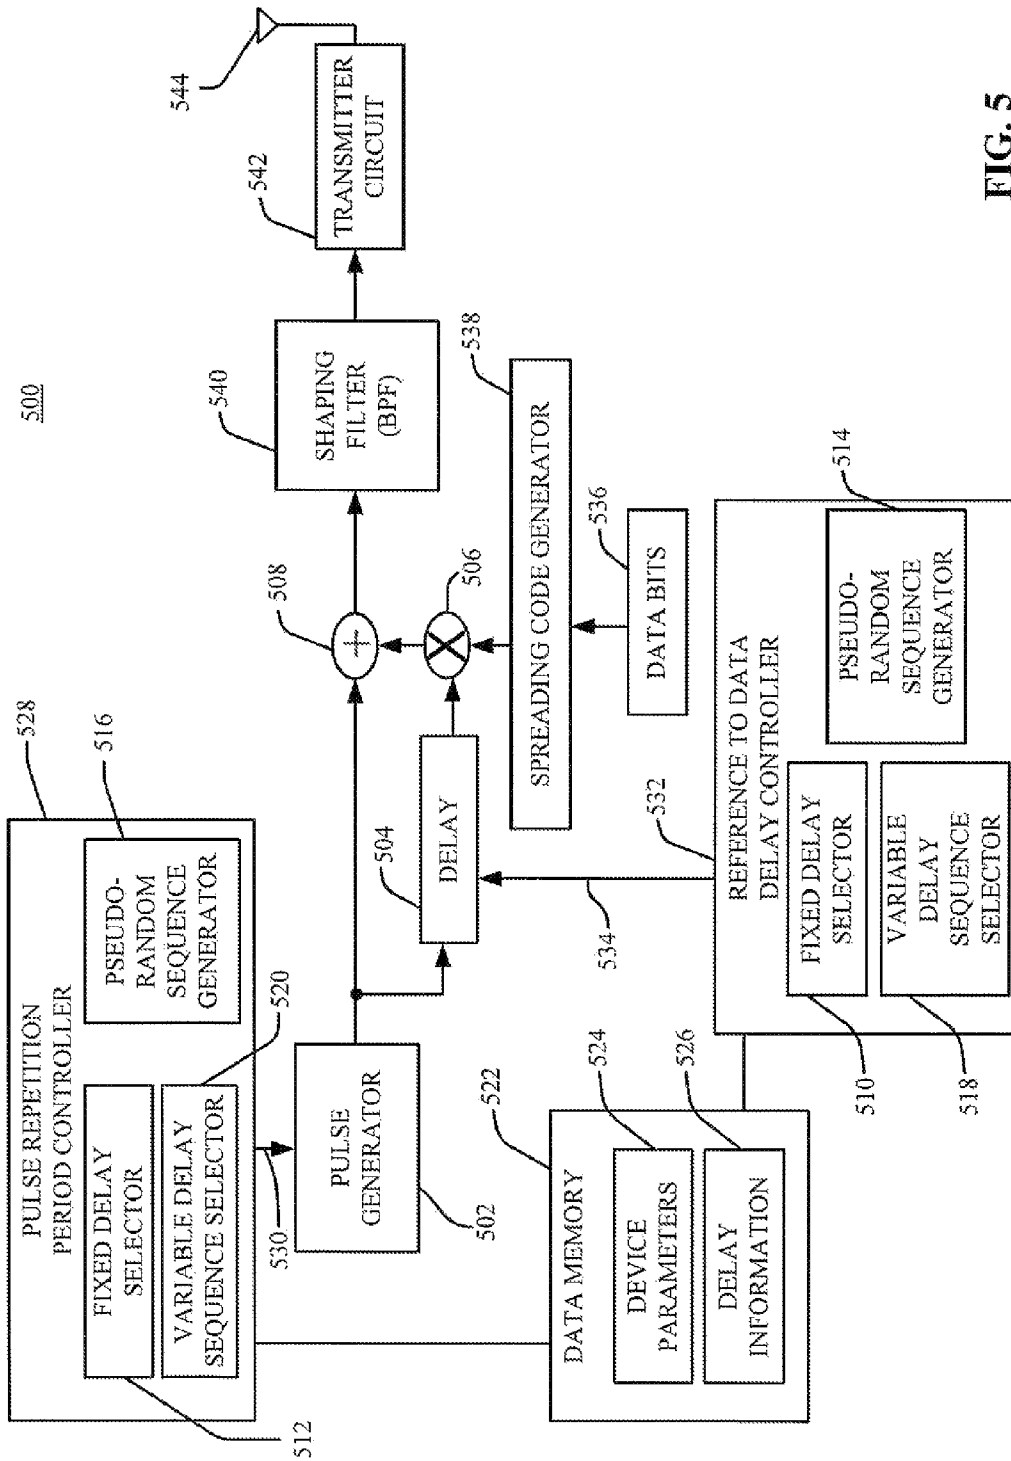 500
528
PULSE REPETITION
PERIOD CONTROLLER
FIXED DELAY
SELECTOR
512
VARIABLE DELAY
SEQUENCE SELECTOR
520
PSEUDO-
RANDOM
SEQUENCE
GENERATOR
516
530
PULSE
GENERATOR
502
504
DELAY
508
+
506
X
540
SHAPING
FILTER
(BPF)
542
TRANSMITTER
CIRCUIT
544
538
SPREADING CODE GENERATOR
536
DATA BITS
522
DATA MEMORY
524
DEVICE
PARAMETERS
526
DELAY
INFORMATION
534
532
REFERENCE TO DATA
DELAY CONTROLLER
FIXED DELAY
SELECTOR
510
VARIABLE
DELAY
SEQUENCE
SELECTOR
518
PSEUDO-
RANDOM
SEQUENCE
GENERATOR
514
FIG. 5